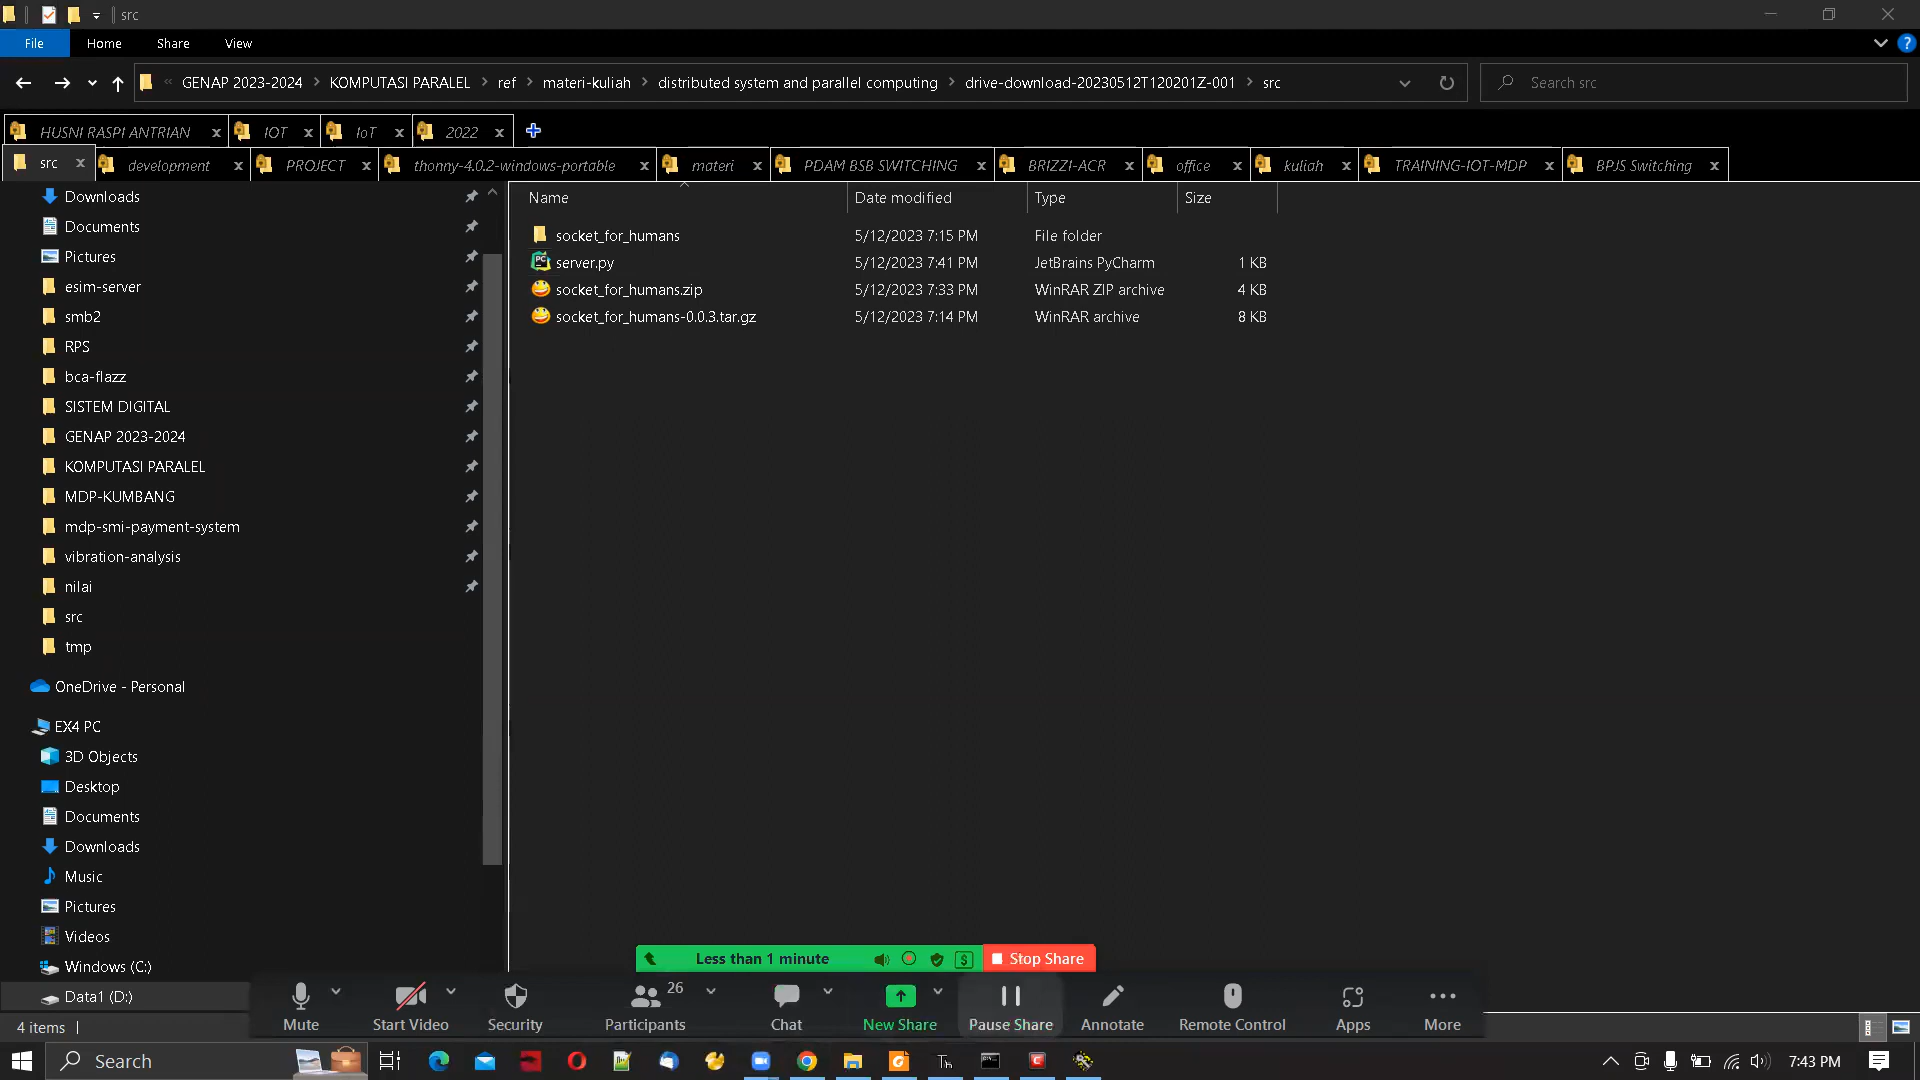 src
File Home Share View
« GENAP 2023-2024 > KOMPUTASI PARALEL > ref > materi-kuliah > distributed system and parallel computing > drive-download-20230512T120201Z-001 > src Search src
HUSNI RASPI ANTRIAN x IOT x IoT x 2022 x
src x development x PROJECT x thonny-4.0.2-windows-portable x materi x PDAM BSB SWITCHING x BRIZZI-ACR x office x kuliah x TRAINING-IOT-MDP x BPJS Switching x
Name Date modified Type Size
socket_for_humans 5/12/2023 7:15 PM File folder
server.py 5/12/2023 7:41 PM JetBrains PyCharm 1 KB
socket_for_humans.zip 5/12/2023 7:33 PM WinRAR ZIP archive 4 KB
socket_for_humans-0.0.3.tar.gz 5/12/2023 7:14 PM WinRAR archive 8 KB
Downloads
Documents
Pictures
esim-server
smb2
RPS
bca-flazz
SISTEM DIGITAL
GENAP 2023-2024
KOMPUTASI PARALEL
MDP-KUMBANG
mdp-smi-payment-system
vibration-analysis
nilai
src
tmp
OneDrive - Personal
EX4 PC
3D Objects
Desktop
Documents
Downloads
Music
Pictures
Videos
Windows (C:)
Data1 (D:)
Less than 1 minute Stop Share
26
Mute Start Video Security Participants Chat New Share Pause Share Annotate Remote Control Apps More
4 items
Search 7:43 PM